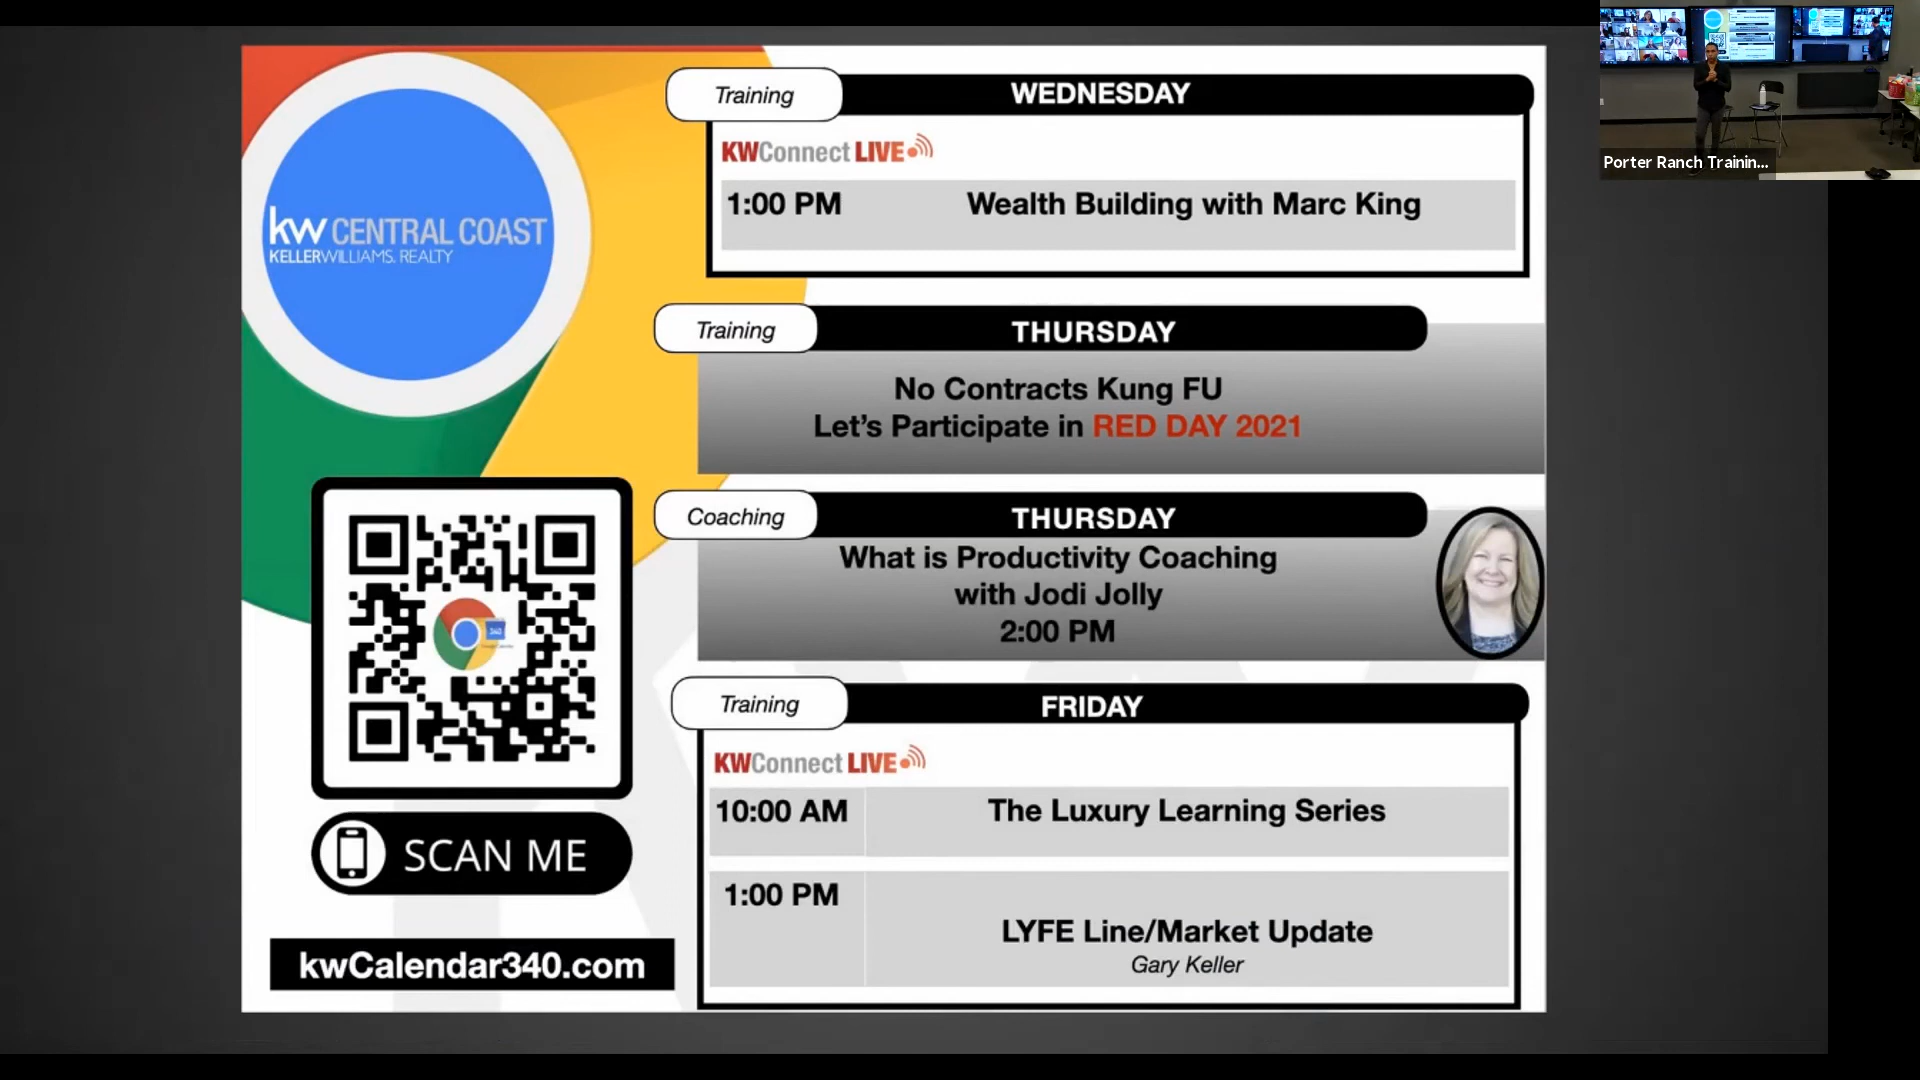 Training
WEDNESDAY
KWConnect LIVE
1:00 PM
Wealth Building with Marc King
Training
THURSDAY
No Contracts Kung FU
Let's Participate in RED DAY 2021
Coaching
THURSDAY
What is Productivity Coaching
with Jodi Jolly
2:00 PM
Training
FRIDAY
KWConnect LIVE
10:00 AM
The Luxury Learning Series
1:00 PM
LYFE Line/Market Update
Gary Keller
kw CENTRAL COAST
KELLERWILLIAMS. REALTY
340
SCAN ME
kwCalendar340.com
Porter Ranch Trainin...